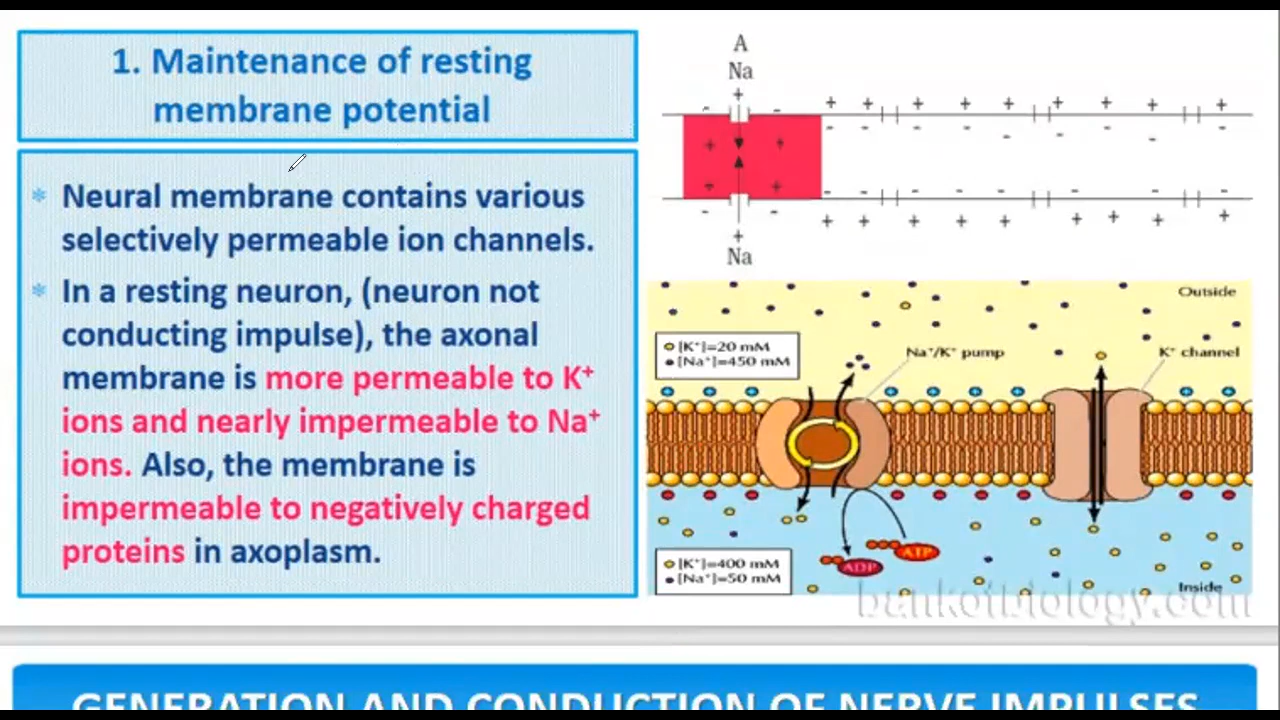 1. Maintenance of resting
membrane potential
* Neural membrane contains various
selectively permeable ion channels.
* In a resting neuron, (neuron not
conducting impulse), the axonal
membrane is more permeable to K⁺
ions and nearly impermeable to Na⁺
ions. Also, the membrane is
impermeable to negatively charged
proteins in axoplasm.
A
Na
+
+
Na
Outside
[K⁺]=20 mM
[Na⁺]=450 mM
Na⁺/K⁺ pump
K⁺ channel
ATP
ADP
[K⁺]=400 mM
[Na⁺]=50 mM
Inside
bankofbiology.com
GENERATION AND CONDUCTION OF NERVE IMPULSES